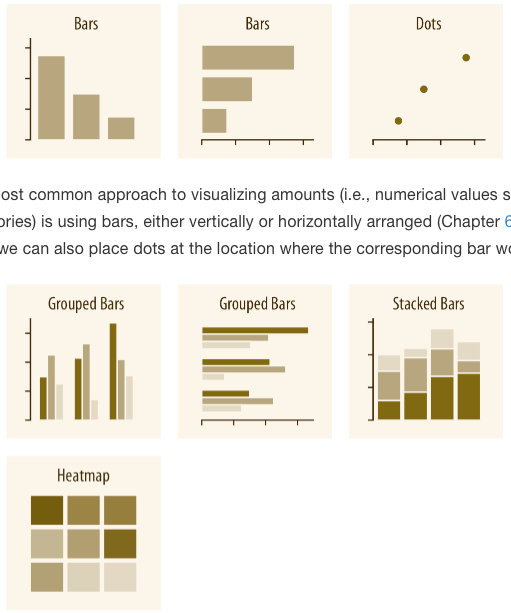 Bars
Bars
Dots
ost common approach to visualizing amounts (i.e., numerical values s
ories) is using bars, either vertically or horizontally arranged (Chapter 6
we can also place dots at the location where the corresponding bar wo
Grouped Bars
Grouped Bars
Stacked Bars
Heatmap